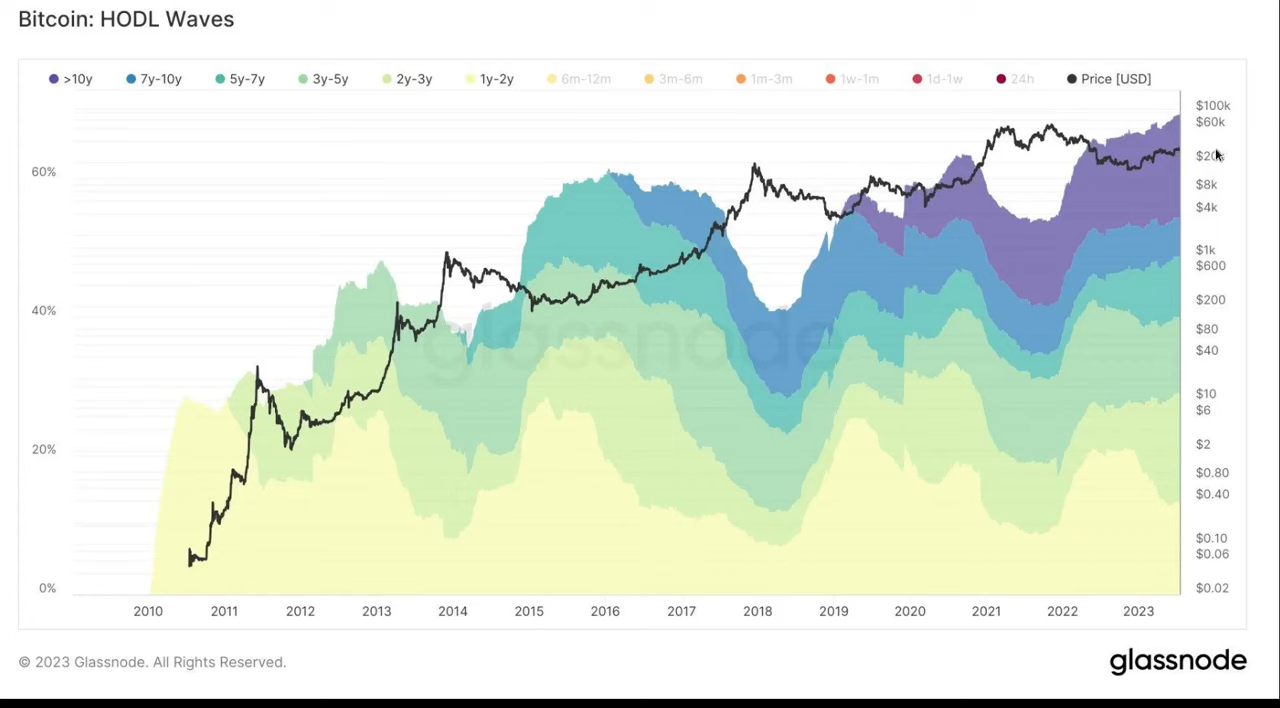 Bitcoin: HODL Waves
>10y 7y-10y 5y-7y 3y-5y 2y-3y 1y-2y 6m-12m 3m-6m 1m-3m 1w-1m 1d-1w 24h Price [USD]
$100k
$60k
60%
$8k
$4k
$1k
$600
40%
$200
$80
$40
$10
$6
20%
$2
$0.80
$0.40
$0.10
$0.06
0%
$0.02
glassnode
2010 2011 2012 2013 2014 2015 2016 2017 2018 2019 2020 2021 2022 2023
© 2023 Glassnode. All Rights Reserved.
glassnode